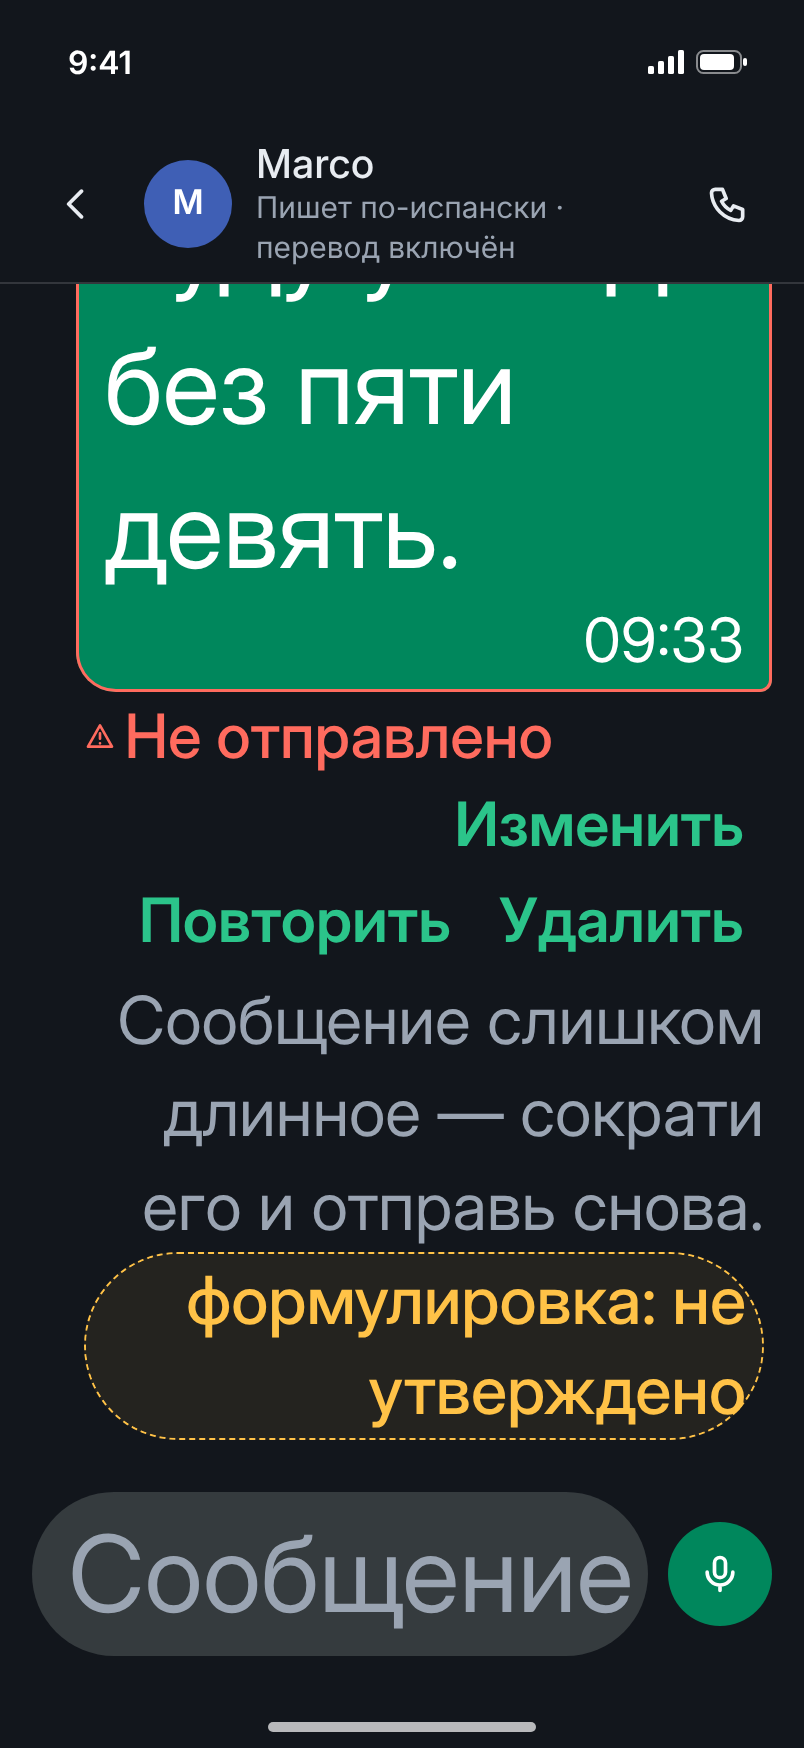 9:41
M
Marco
Пишет по-испански ·
перевод включён
без пяти
девять.
09:33
Не отправлено
Изменить
Повторить Удалить
Сообщение слишком
длинное — сократи
его и отправь снова.
формулировка: не
утверждено
Сообщение